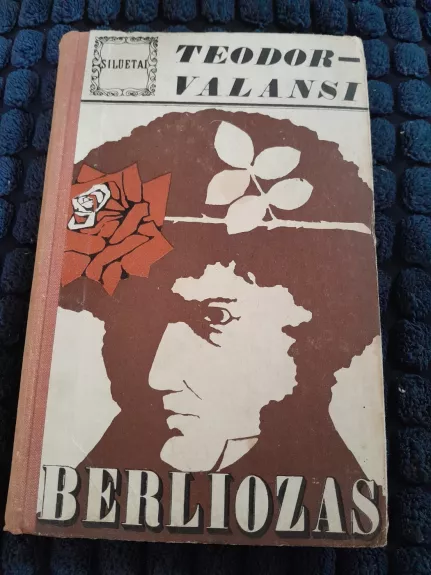 SILUETAI
TEODOR—
VALANSI
BERLIOZAS